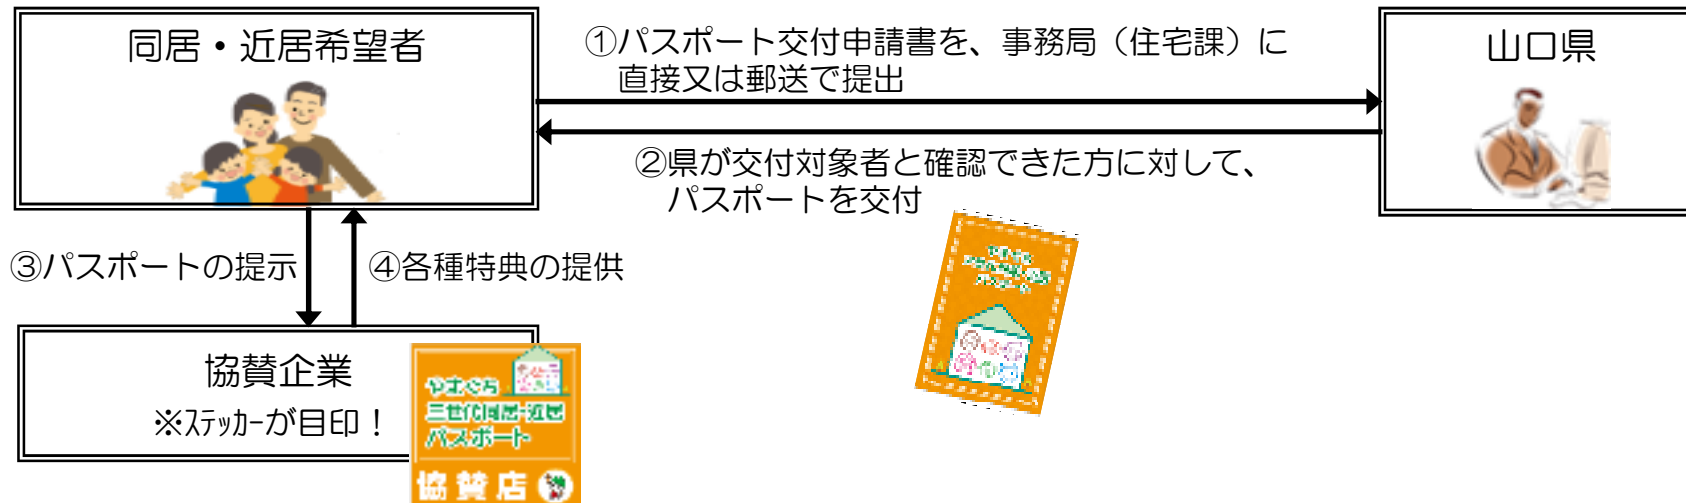 同居・近居希望者
①パスポート交付申請書を、事務局（住宅課）に
直接又は郵送で提出
山口県
②県が交付対象者と確認できた方に対して、
パスポートを交付
③パスポートの提示
④各種特典の提供
協賛企業
※ｽﾃｯｶｰが目印！
やまぐち
三世代同居・近居
パスポート
協賛店